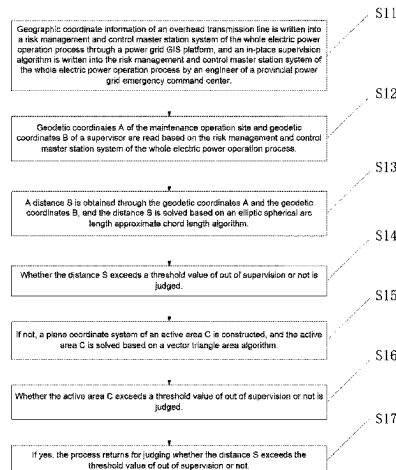 S11
Geographic coordinate information of an overhead transmission line is written into
a risk management and control master station system of the whole electric power
operation process through a power grid GIS platform, and an in-place supervision
algorithm is written into the risk management and control master station system of
the whole electric power operation process by an engineer of a provincial power
grid emergency command center.
S12
Geodetic coordinates A of the maintenance operation site and geodetic
coordinates B of a supervisor are read based on the risk management and control
master station system of the whole electric power operation process.
S13
A distance S is obtained through the geodetic coordinates A and the geodetic
coordinates B, and the distance S is solved based on an elliptic spherical arc
length approximate chord length algorithm.
S14
Whether the distance S exceeds a threshold value of out of supervision or not is
judged.
S15
If not, a plane coordinate system of an active area C is constructed, and the active
area C is solved based on a vector triangle area algorithm.
S16
Whether the active area C exceeds a threshold value of out of supervision or not is
judged.
S17
If yes, the process returns for judging whether the distance S exceeds the
threshold value of out of supervision or not.